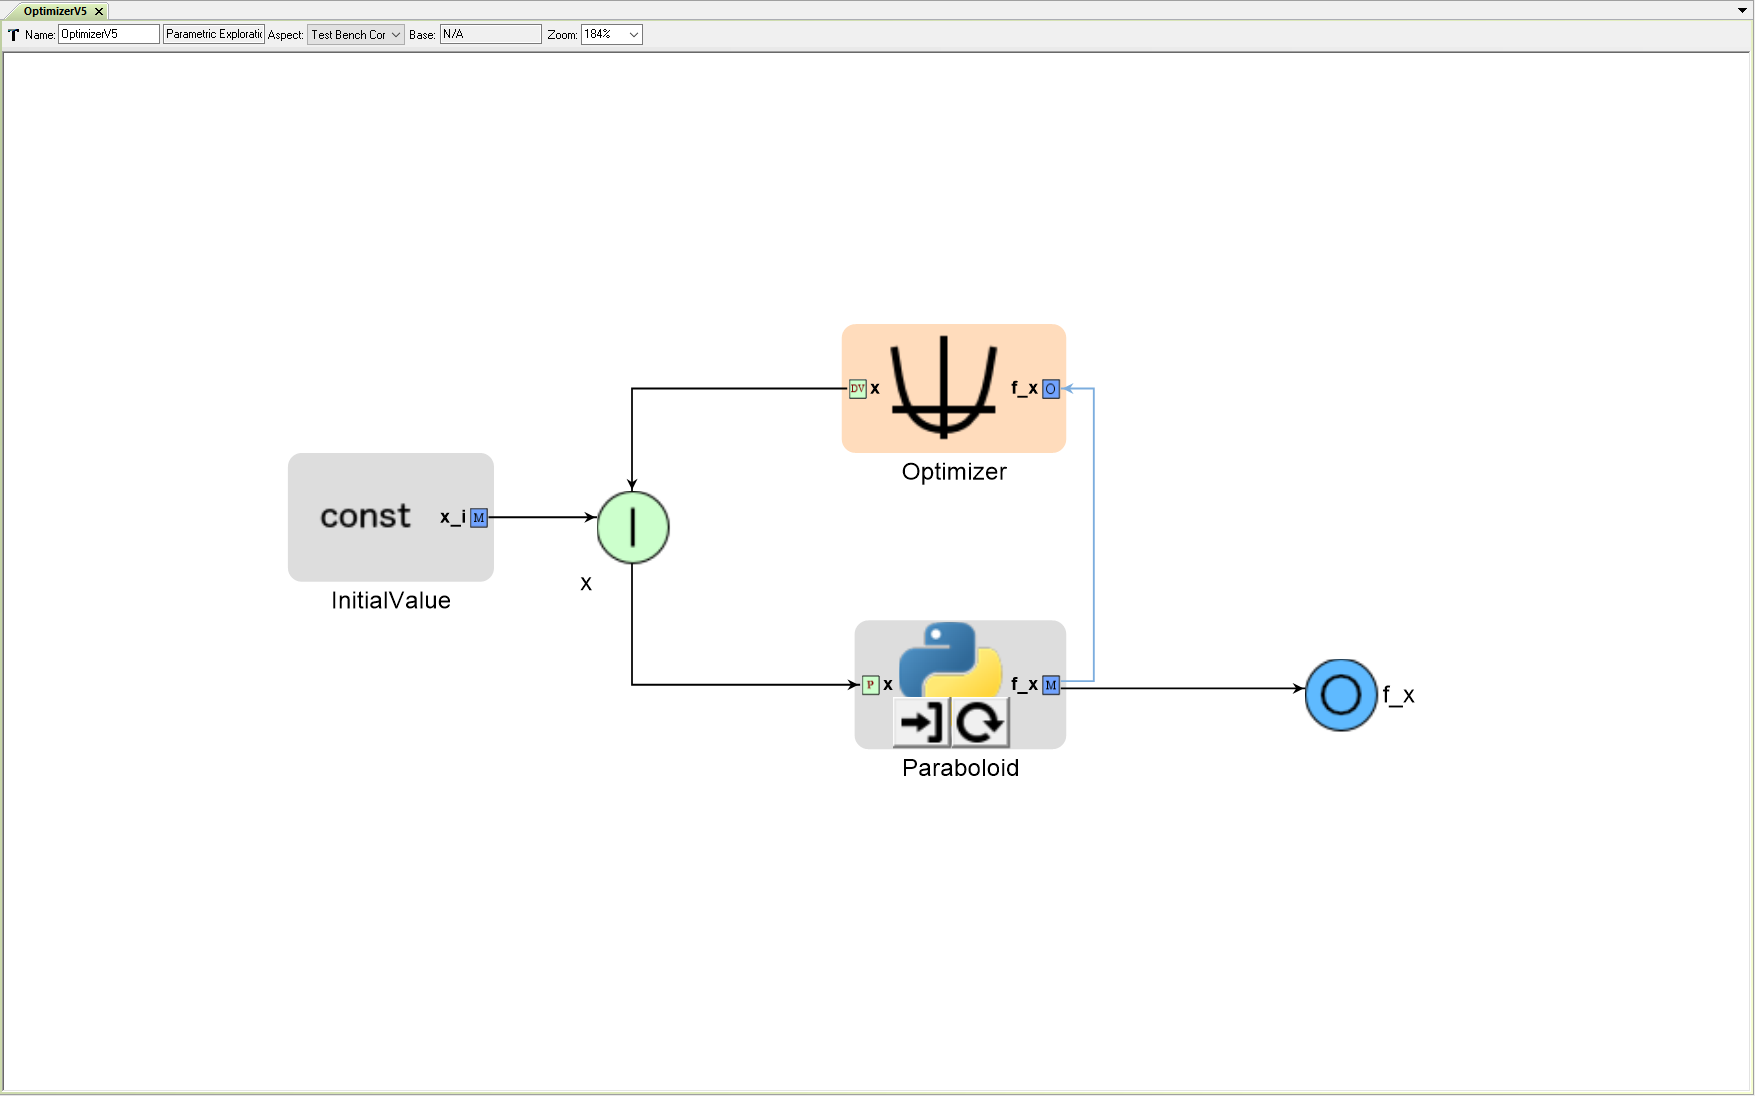 OptimizerV5
Name: OptimizerV5 Parametric Exploratic Aspect: Test Bench Cor Base: N/A Zoom: 184%
DV x f_x O
Optimizer
const x_i M
InitialValue
x
P x f_x M
Paraboloid
f_x